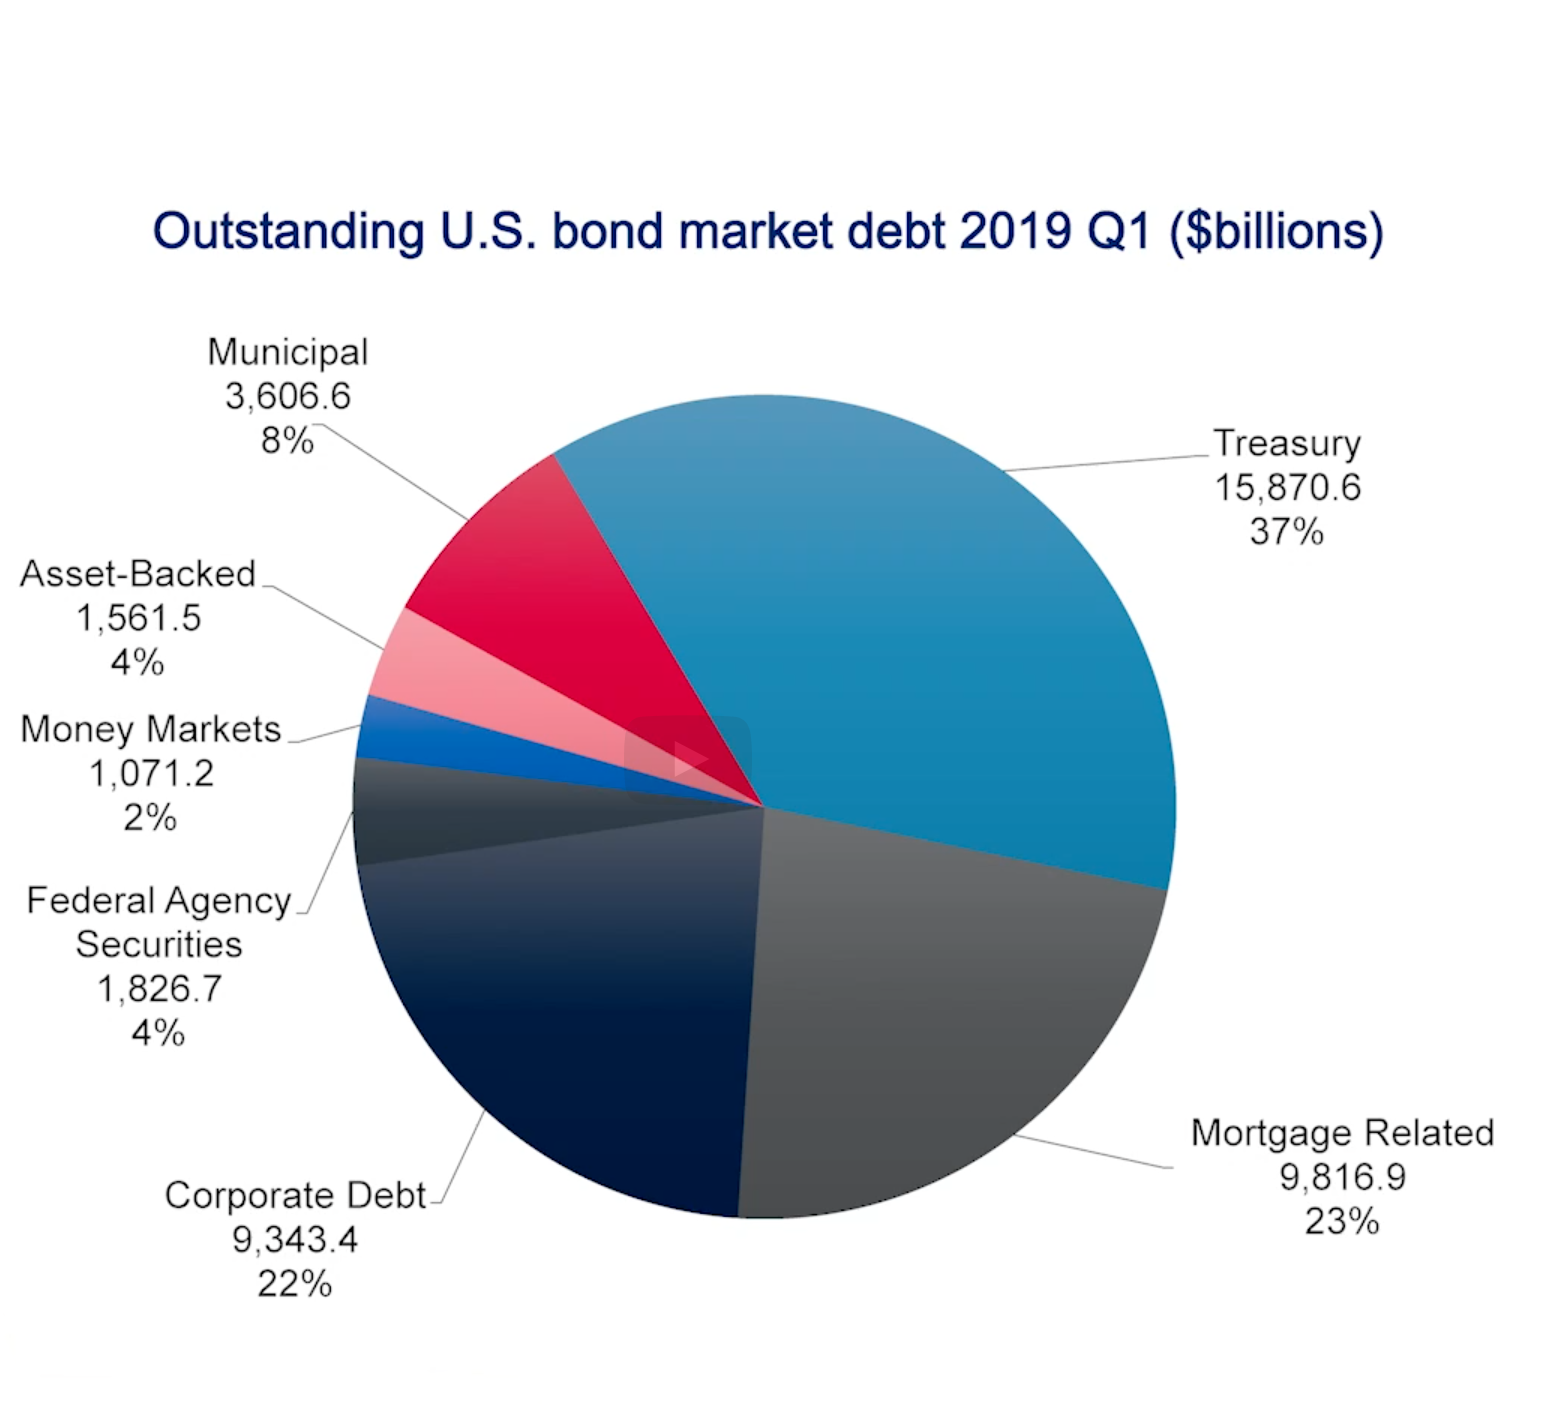 Outstanding U.S. bond market debt 2019 Q1 ($billions)
Municipal
3,606.6
8%
Treasury
15,870.6
37%
Asset-Backed
1,561.5
4%
Money Markets
1,071.2
2%
Federal Agency
Securities
1,826.7
4%
Mortgage Related
9,816.9
23%
Corporate Debt
9,343.4
22%